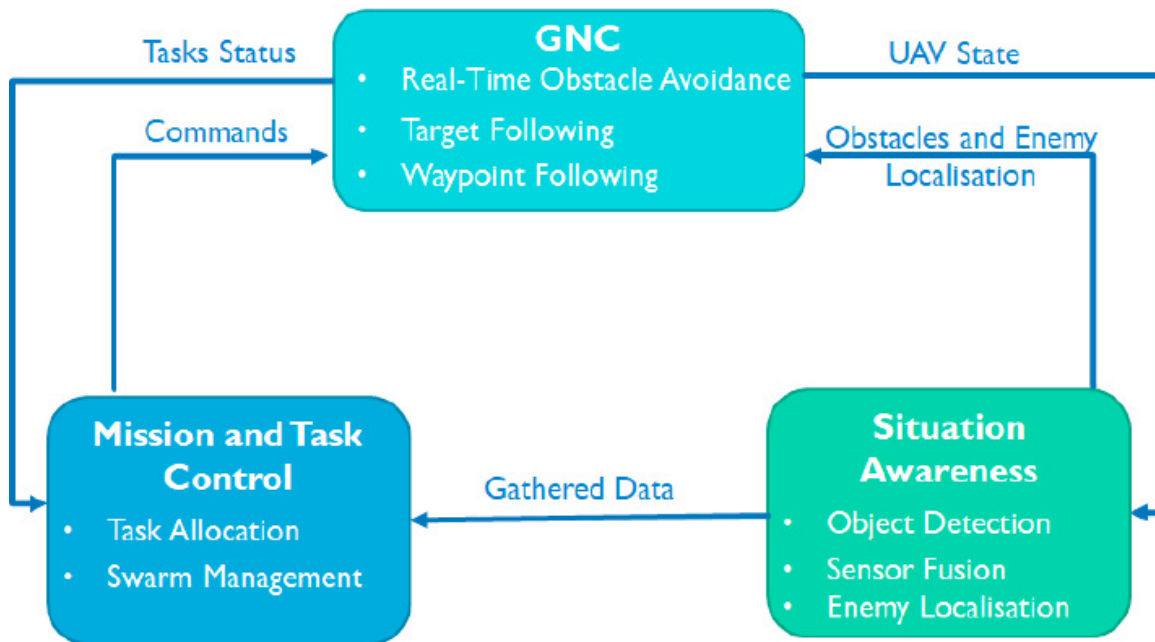 GNC
• Real-Time Obstacle Avoidance
• Target Following
• Waypoint Following
Tasks Status
Commands
UAV State
Obstacles and Enemy
Localisation
Mission and Task
Control
• Task Allocation
• Swarm Management
Gathered Data
Situation
Awareness
• Object Detection
• Sensor Fusion
• Enemy Localisation